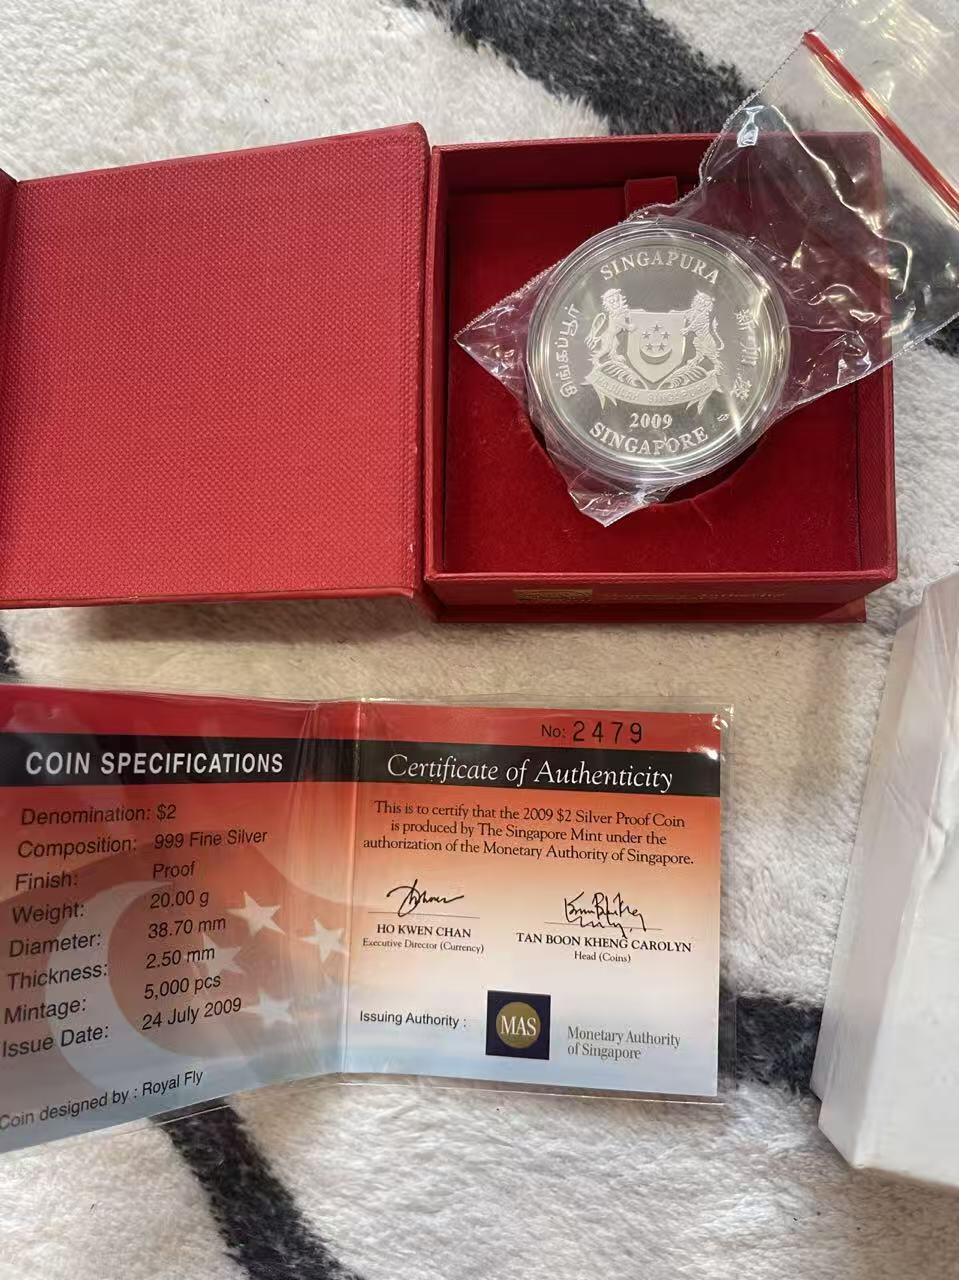 SINGAPURA
சிங்கப்பூர்
新加坡
MAJULAH SINGAPURA
2009
SINGAPORE
COIN SPECIFICATIONS
Denomination: $2
Composition: 999 Fine Silver
Finish: Proof
Weight: 20.00 g
Diameter: 38.70 mm
Thickness: 2.50 mm
Mintage: 5,000 pcs
Issue Date: 24 July 2009
Coin designed by : Royal Fly
No: 2479
Certificate of Authenticity
This is to certify that the 2009 $2 Silver Proof Coin
is produced by The Singapore Mint under the
authorization of the Monetary Authority of Singapore.
HO KWEN CHAN
Executive Director (Currency)
TAN BOON KHENG CAROLYN
Head (Coins)
Issuing Authority :
MAS
Monetary Authority
of Singapore